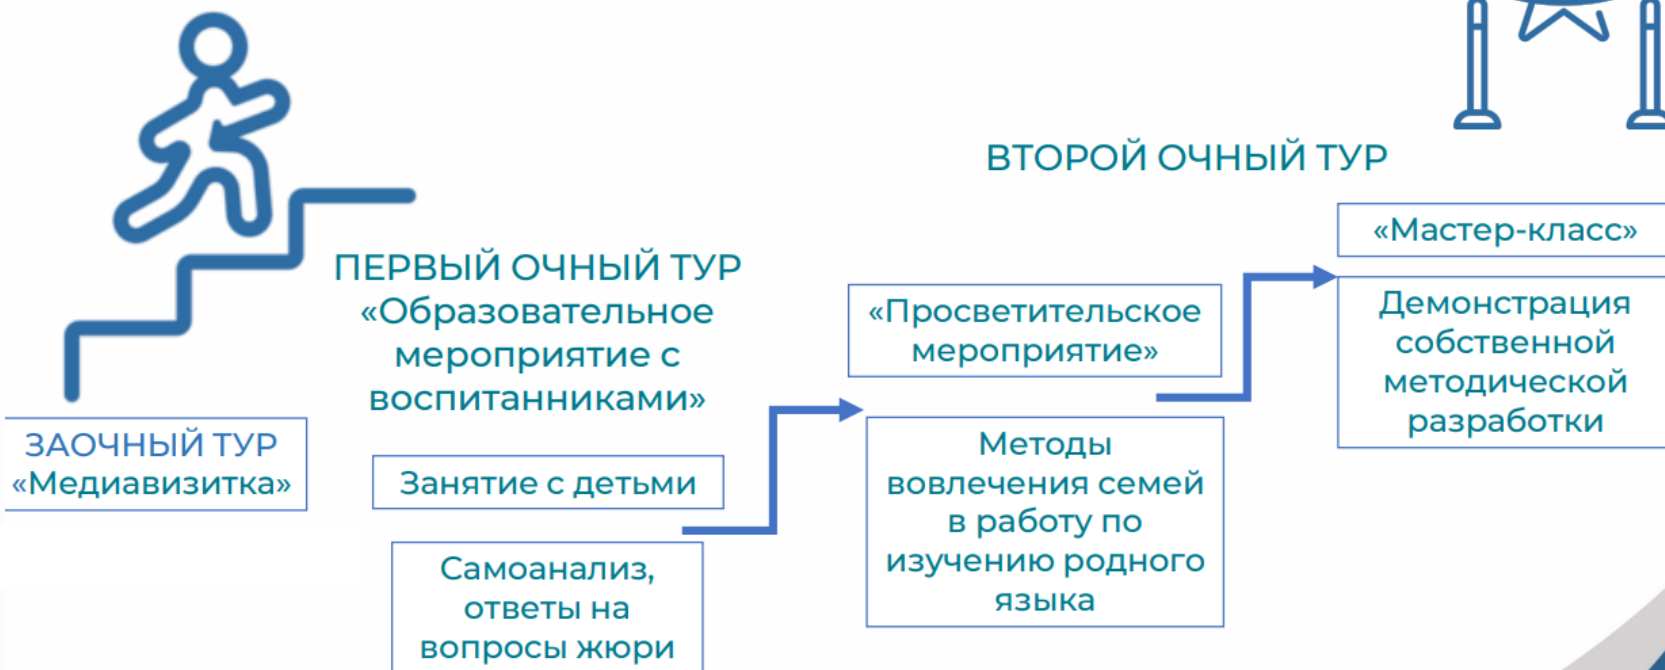 ЗАОЧНЫЙ ТУР
«Медиавизитка»
ПЕРВЫЙ ОЧНЫЙ ТУР
«Образовательное
мероприятие с
воспитанниками»
Занятие с детьми
Самоанализ,
ответы на
вопросы жюри
ВТОРОЙ ОЧНЫЙ ТУР
«Просветительское
мероприятие»
Методы
вовлечения семей
в работу по
изучению родного
языка
«Мастер-класс»
Демонстрация
собственной
методической
разработки